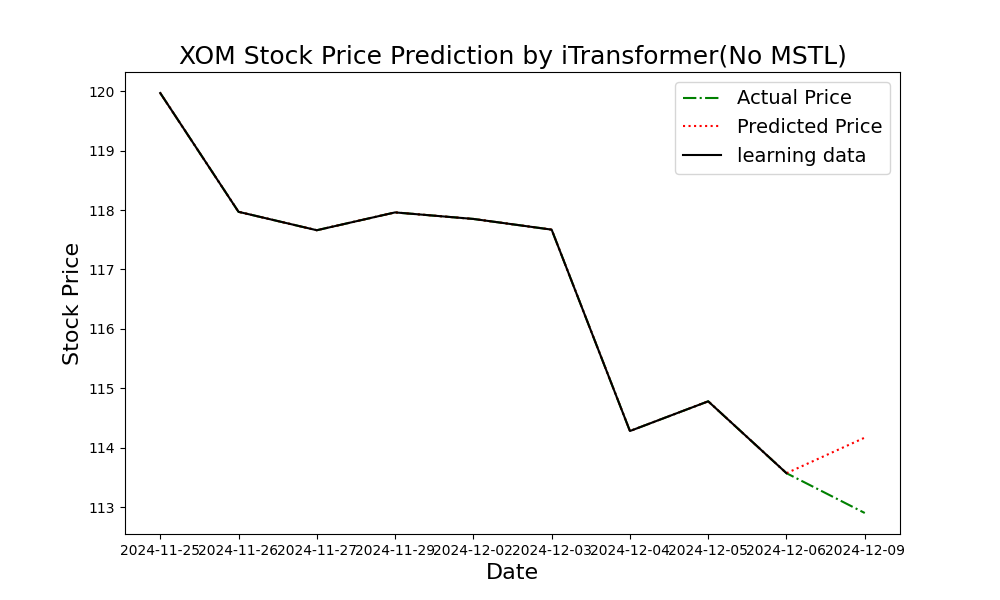 XOM Stock Price Prediction by iTransformer(No MSTL)
Actual Price
Predicted Price
learning data
120
119
118
117
116
115
114
113
Stock Price
2024-11-25 2024-11-26 2024-11-27 2024-11-29 2024-12-02 2024-12-03 2024-12-04 2024-12-05 2024-12-06 2024-12-09
Date